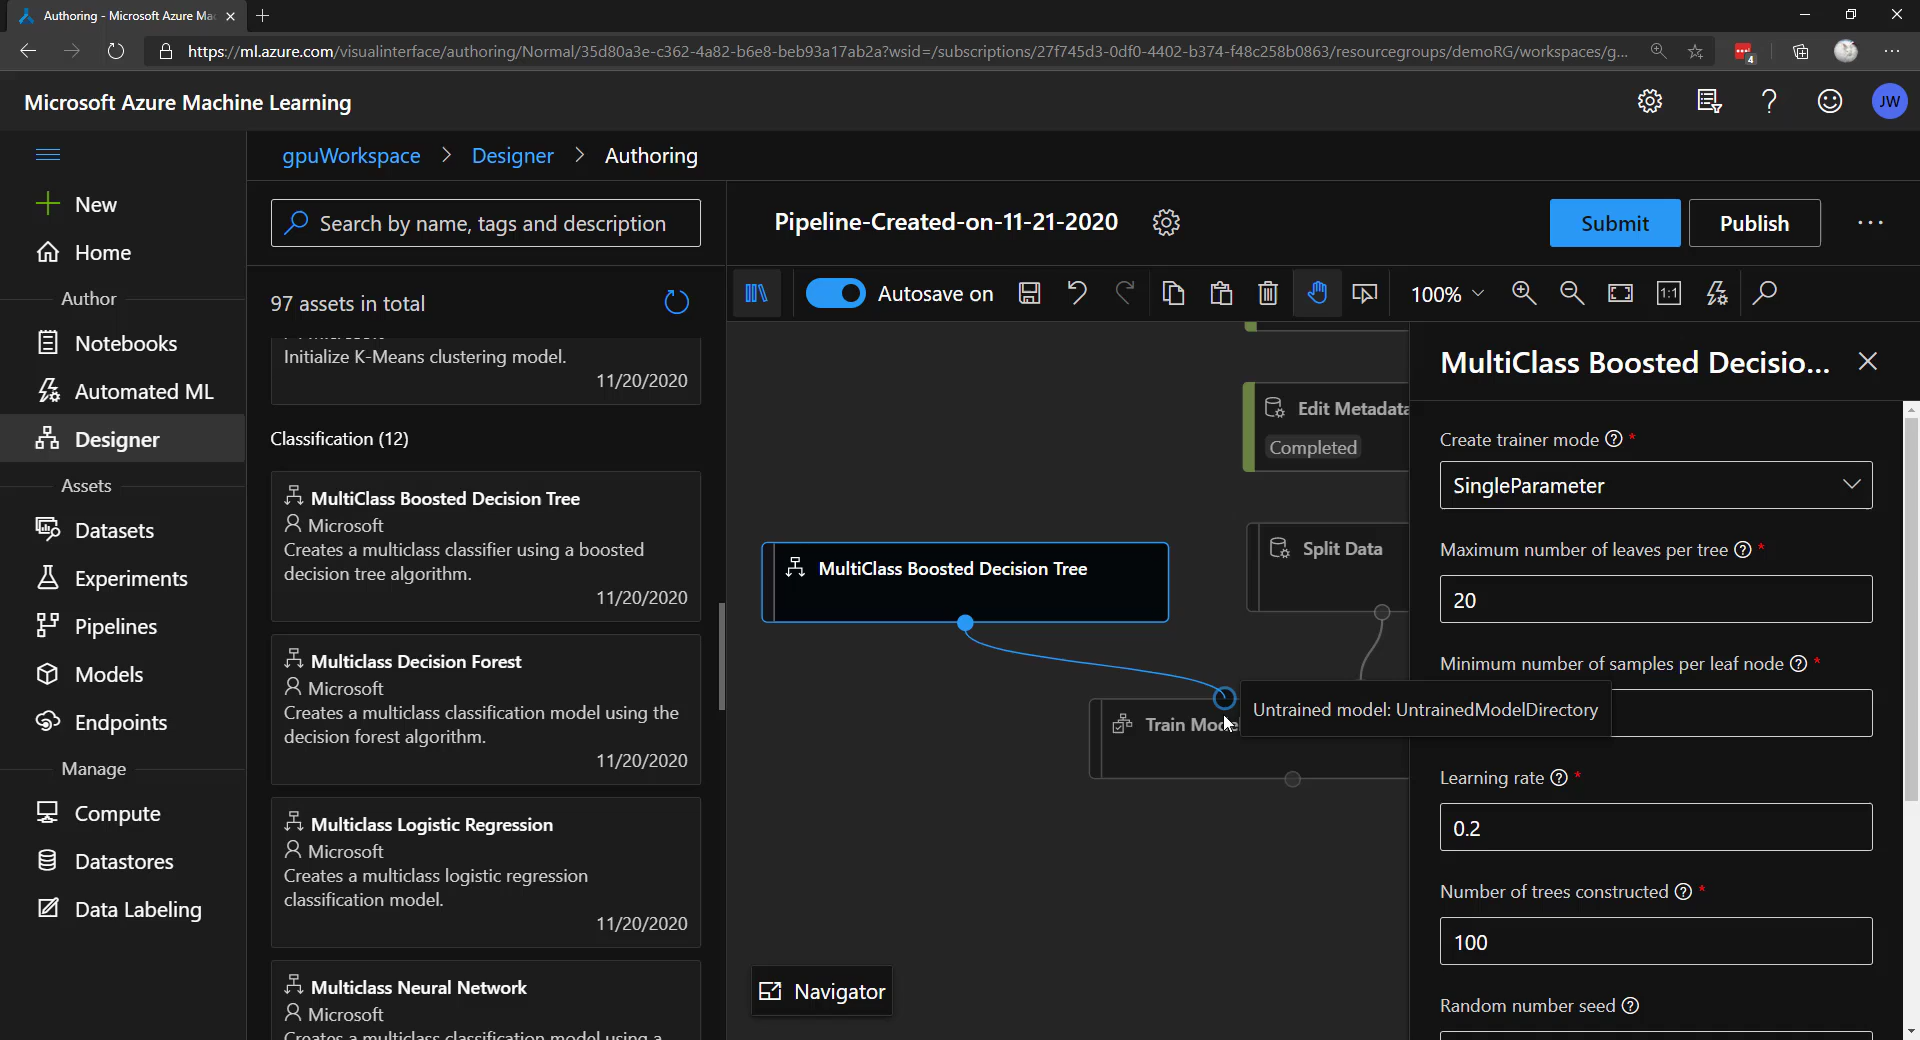 Authoring - Microsoft Azure Ma
https://ml.azure.com/visualinterface/authoring/Normal/35d80a3e-c362-4a82-b6e8-beb93a17ab2a?wsid=/subscriptions/27f745d3-0df0-4402-b374-f48c258b0863/resourcegroups/demoRG/workspaces/g...
4
Microsoft Azure Machine Learning
JW
New
Home
Author
Notebooks
Automated ML
Designer
Assets
Datasets
Experiments
Pipelines
Models
Endpoints
Manage
Compute
Datastores
Data Labeling
gpuWorkspace > Designer > Authoring
Search by name, tags and description
97 assets in total
Initialize K-Means clustering model.
11/20/2020
Classification (12)
MultiClass Boosted Decision Tree
Microsoft
Creates a multiclass classifier using a boosted
decision tree algorithm.
11/20/2020
Multiclass Decision Forest
Microsoft
Creates a multiclass classification model using the
decision forest algorithm.
11/20/2020
Multiclass Logistic Regression
Microsoft
Creates a multiclass logistic regression
classification model.
11/20/2020
Multiclass Neural Network
Microsoft
Creates a multiclass classification model using a
Pipeline-Created-on-11-21-2020
Submit
Publish
Autosave on
100%
1:1
Edit Metadata
Completed
MultiClass Boosted Decision Tree
Split Data
Train Model
Untrained model: UntrainedModelDirectory
Navigator
MultiClass Boosted Decisio...
Create trainer mode *
SingleParameter
Maximum number of leaves per tree *
20
Minimum number of samples per leaf node *
Learning rate *
0.2
Number of trees constructed *
100
Random number seed